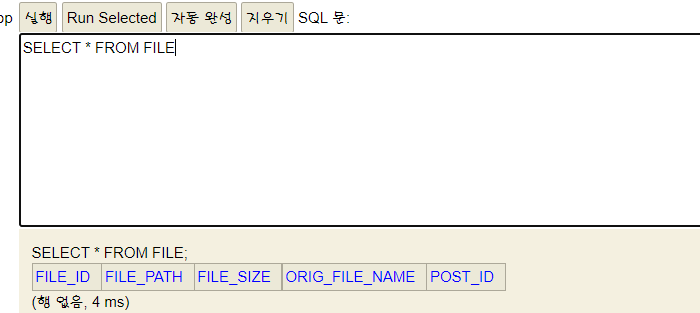 op 실행 Run Selected 자동 완성 지우기 SQL 문:
SELECT * FROM FILE
SELECT * FROM FILE;
FILE_ID FILE_PATH FILE_SIZE ORIG_FILE_NAME POST_ID
(행 없음, 4 ms)